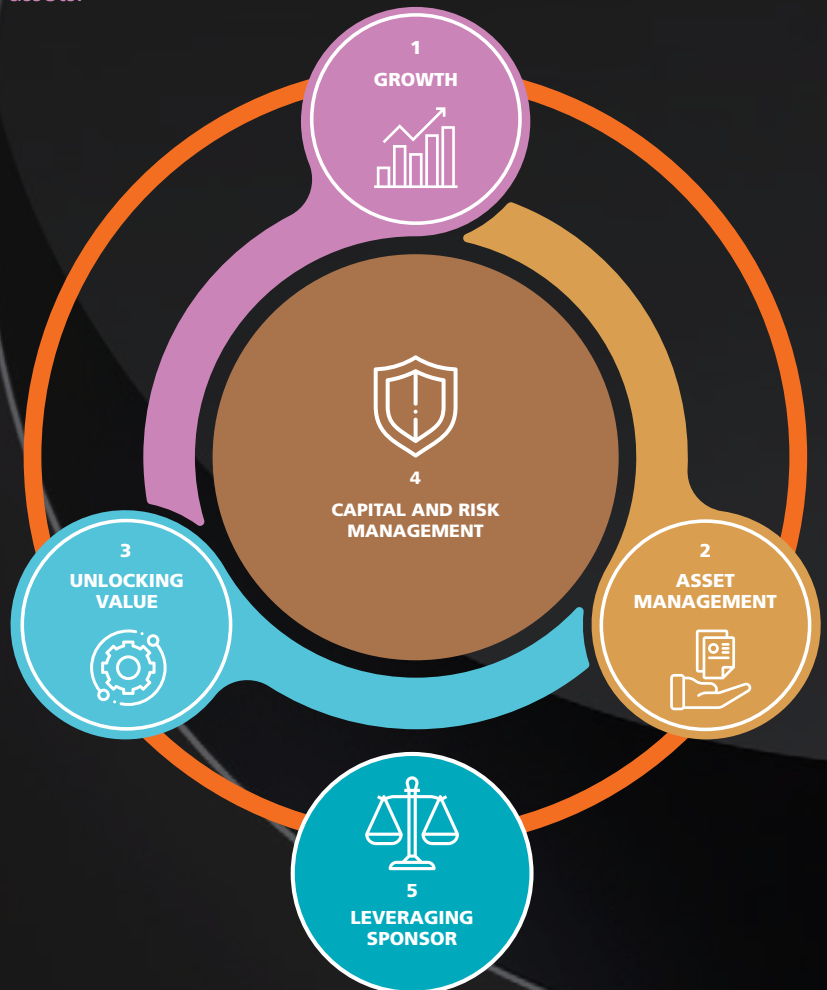 1
GROWTH
4
CAPITAL AND RISK
MANAGEMENT
3
UNLOCKING
VALUE
2
ASSET
MANAGEMENT
5
LEVERAGING
SPONSOR